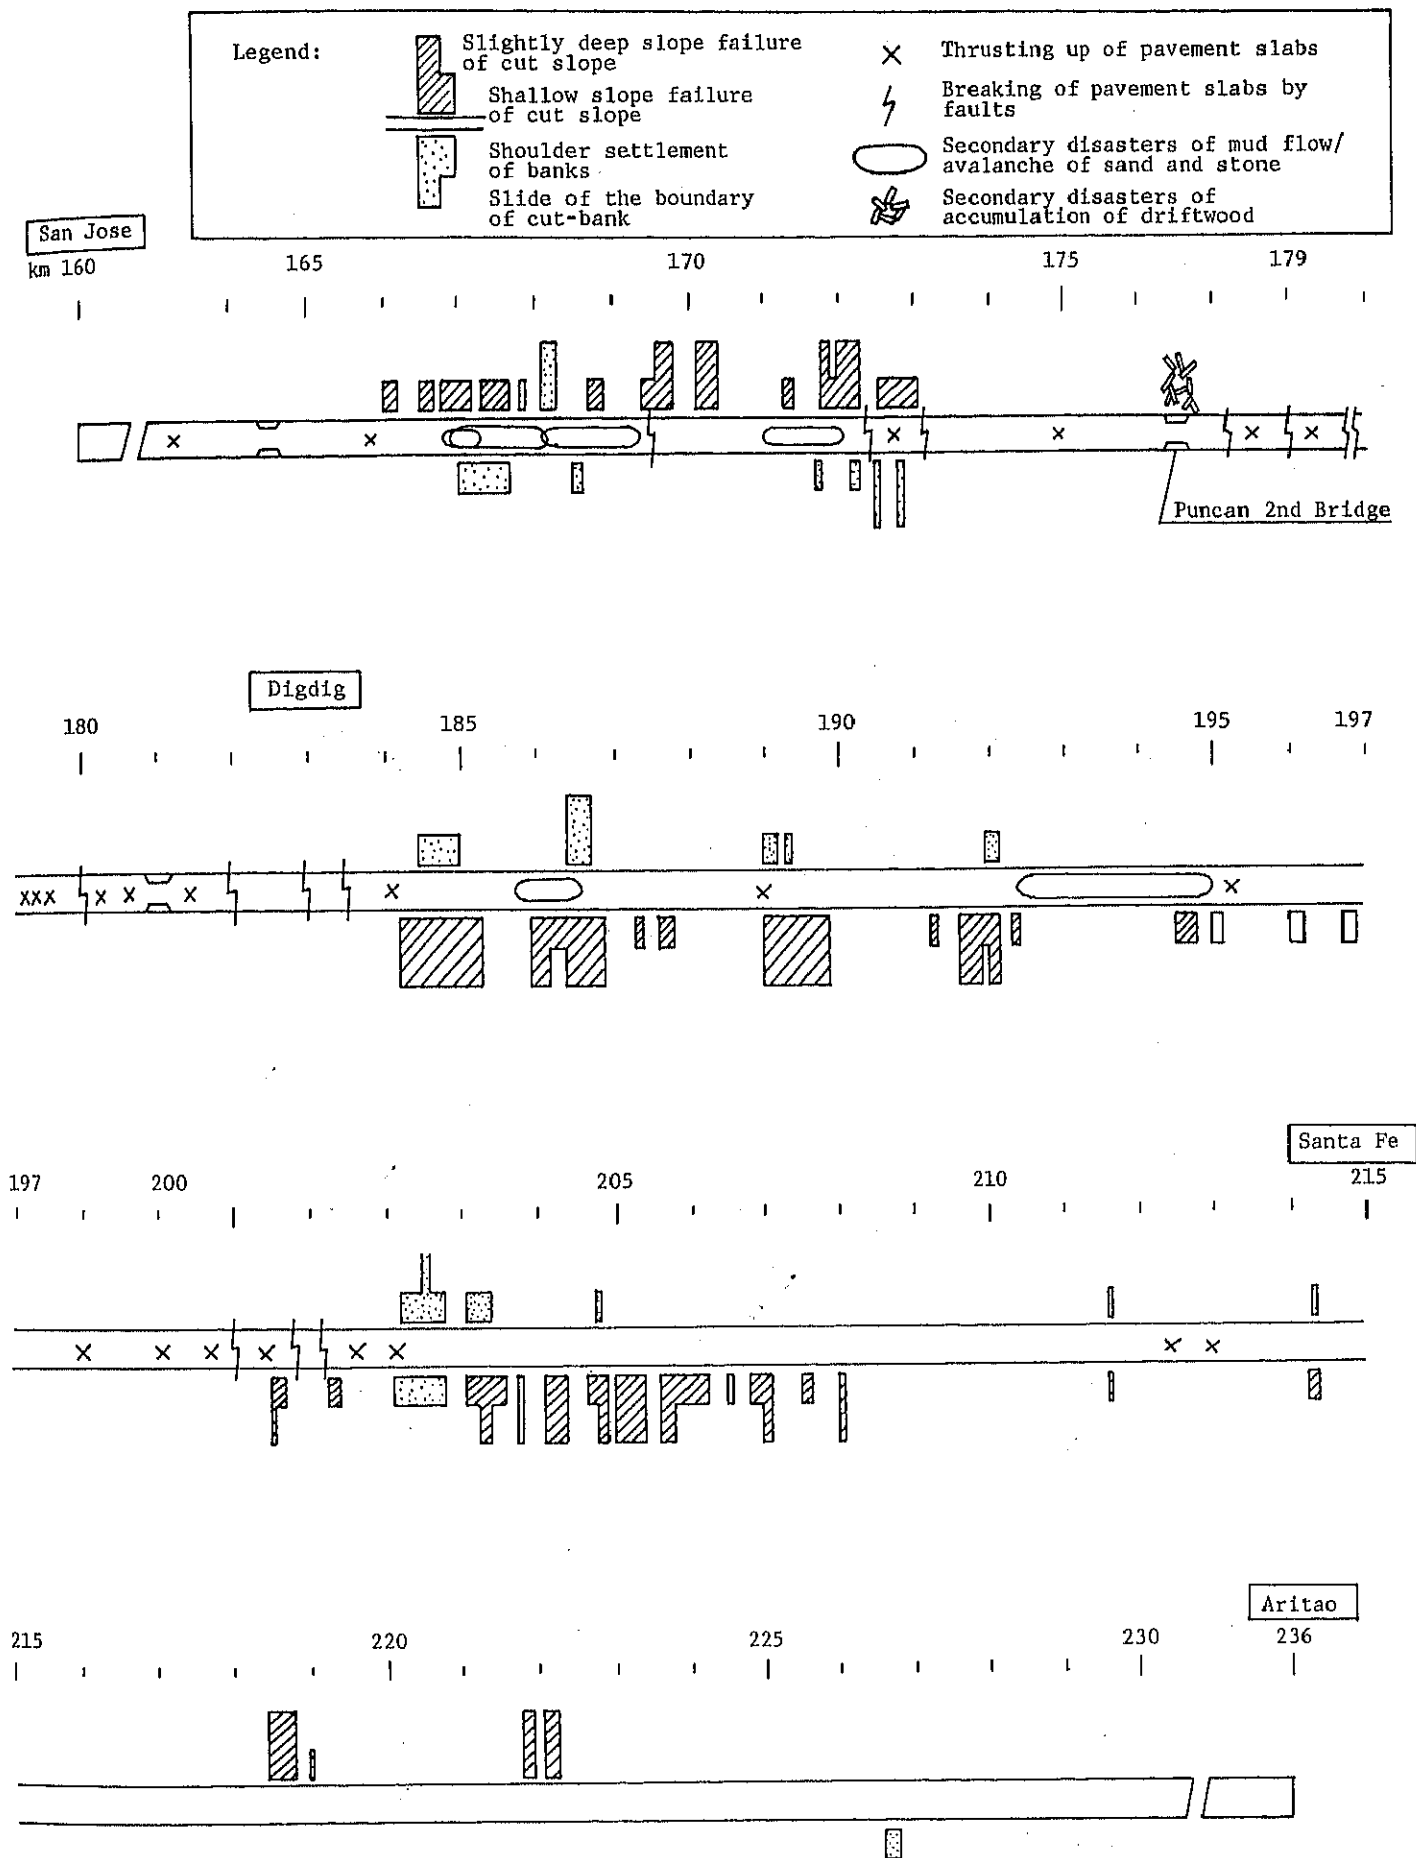 Legend:
Slightly deep slope failure
of cut slope
Shallow slope failure
of cut slope
Shoulder settlement
of banks
Slide of the boundary
of cut-bank
Thrusting up of pavement slabs
Breaking of pavement slabs by
faults
Secondary disasters of mud flow/
avalanche of sand and stone
Secondary disasters of
accumulation of driftwood
San Jose
km 160 165 170 175 179
Puncan 2nd Bridge
Digdig
180 185 190 195 197
Santa Fe
197 200 205 210 215
Aritao
215 220 225 230 236